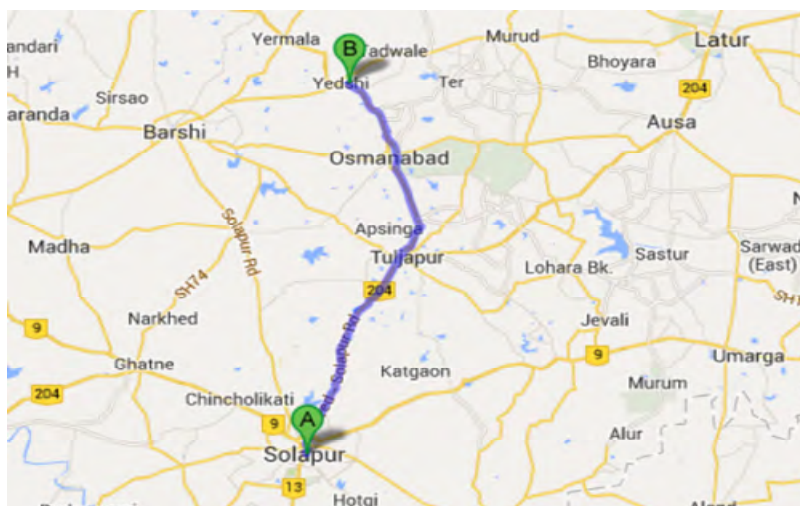 Yermala
B
adwale
Murud
Latur
andari
H
Yedshi
Ter
Bhoyara
204
Sirsao
aranda
Barshi
Ausa
Osmanabad
Solapur Rd
Apsinga
Madha
Tuljapur
Lohara Bk.
Sastur
Sarwad
(East)
SH74
204
SH1
9
Narkhed
Jevali
Solapur Rd
9
Umarga
Ghatne
Katgaon
204
Chincholikati
Murum
A
9
Alur
Solapur
13
Hotgi